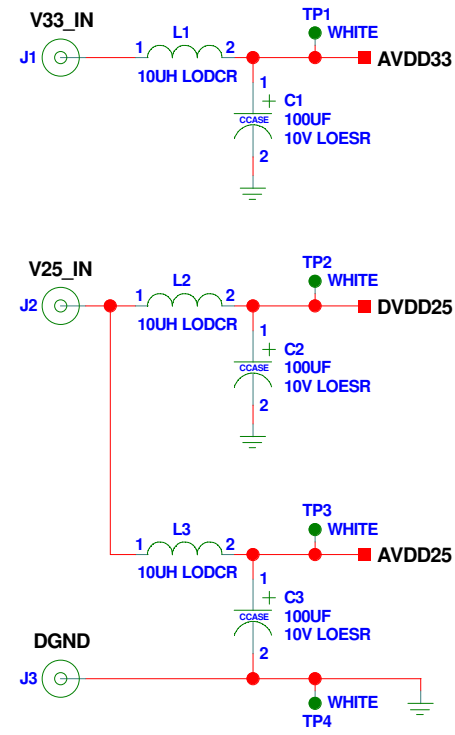 V33_IN
J1
1
L1
2
10UH LODCR
TP1
WHITE
AVDD33
1
+ C1
CCASE
100UF
10V LOESR
2
V25_IN
J2
1
L2
2
10UH LODCR
TP2
WHITE
DVDD25
1
+ C2
CCASE
100UF
10V LOESR
2
1
L3
2
10UH LODCR
TP3
WHITE
AVDD25
1
+ C3
CCASE
100UF
10V LOESR
2
DGND
J3
WHITE
TP4